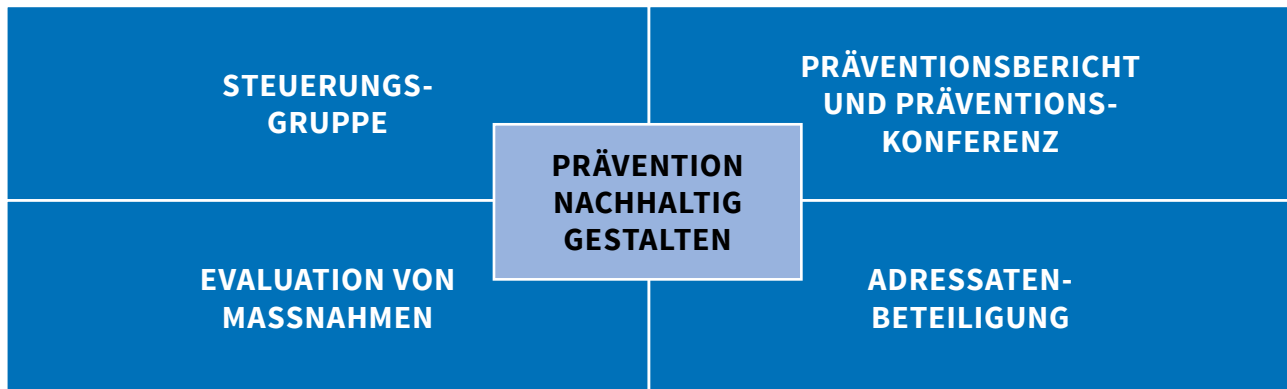 STEUERUNGS-
GRUPPE
PRÄVENTIONSBERICHT
UND PRÄVENTIONS-
KONFERENZ
PRÄVENTION
NACHHALTIG
GESTALTEN
EVALUATION VON
MASSNAHMEN
ADRESSATEN-
BETEILIGUNG